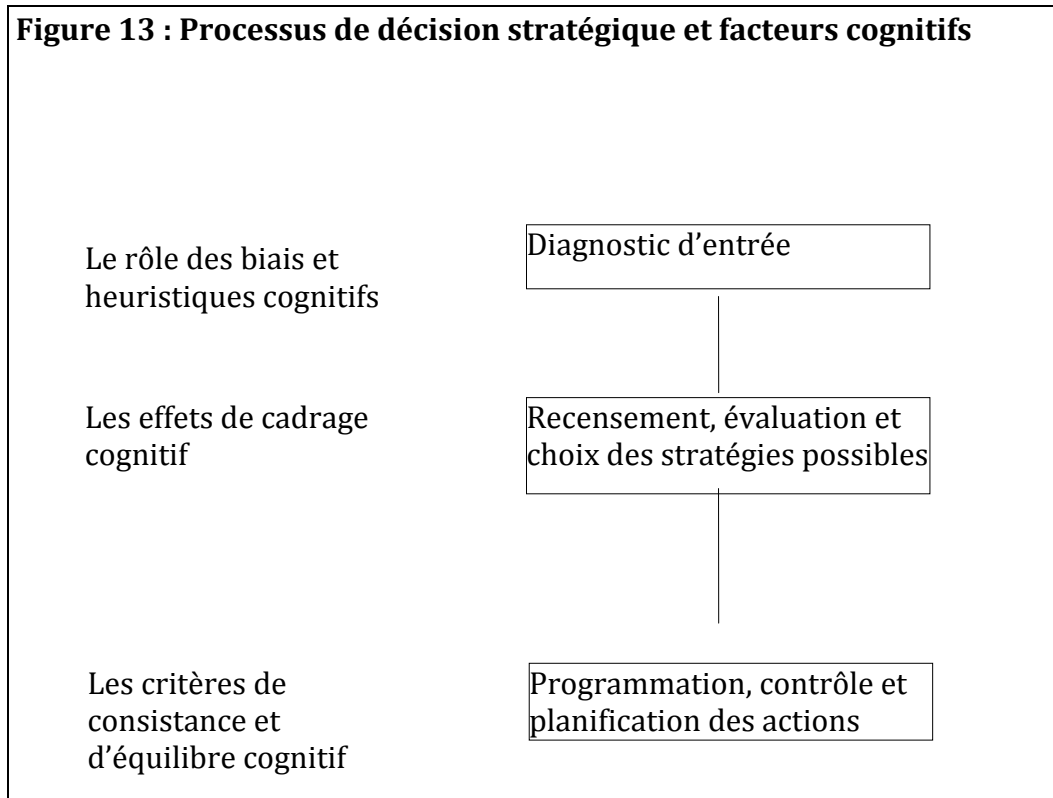 Figure 13 : Processus de décision stratégique et facteurs cognitifs
Le rôle des biais et
heuristiques cognitifs
Diagnostic d’entrée
Les effets de cadrage
cognitif
Recensement, évaluation et
choix des stratégies possibles
Les critères de
consistance et
d’équilibre cognitif
Programmation, contrôle et
planification des actions